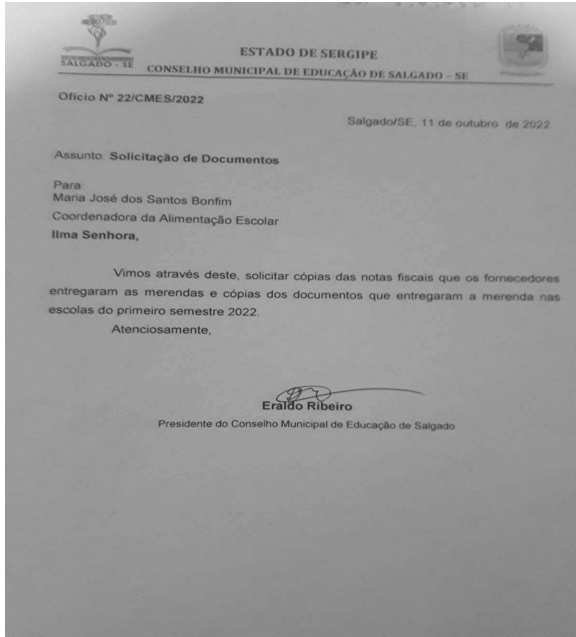 ESTADO DE SERGIPE
SALGADO - SE
CONSELHO MUNICIPAL DE EDUCAÇÃO DE SALGADO - SE
Oficio Nº 22/CMES/2022
Salgado/SE, 11 de outubro de 2022
Assunto: Solicitação de Documentos
Para:
Maria José dos Santos Bonfim
Coordenadora da Alimentação Escolar
Ilma Senhora,
Vimos através deste, solicitar cópias das notas fiscais que os fornecedores
entregaram as merendas e cópias dos documentos que entregaram a merenda nas
escolas do primeiro semestre 2022.
Atenciosamente,
Eraldo Ribeiro
Presidente do Conselho Municipal de Educação de Salgado